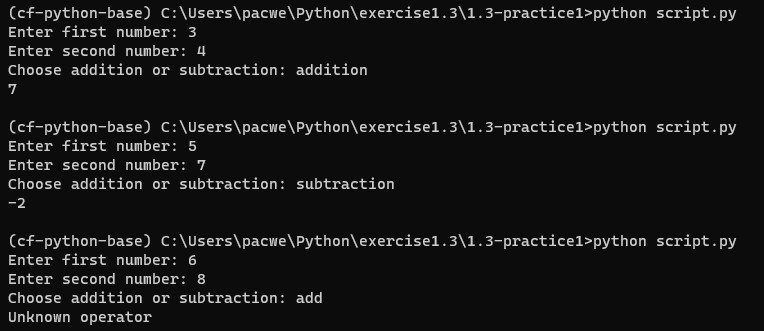 (cf-python-base) C:\Users\pacwe\Python\exercise1.3\1.3-practice1>python script.py
Enter first number: 3
Enter second number: 4
Choose addition or subtraction: addition
7
(cf-python-base) C:\Users\pacwe\Python\exercise1.3\1.3-practice1>python script.py
Enter first number: 5
Enter second number: 7
Choose addition or subtraction: subtraction
-2
(cf-python-base) C:\Users\pacwe\Python\exercise1.3\1.3-practice1>python script.py
Enter first number: 6
Enter second number: 8
Choose addition or subtraction: add
Unknown operator